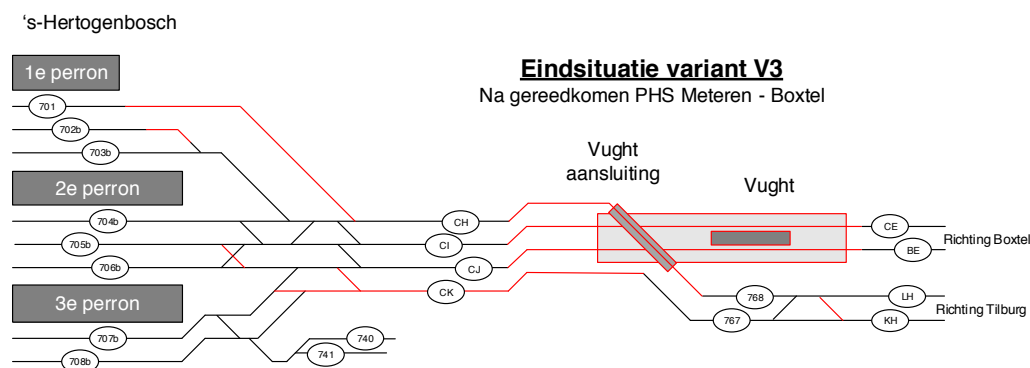 ‘s-Hertogenbosch
1e perron
Eindsituatie variant V3
Na gereedkomen PHS Meteren - Boxtel
701
702b
703b
Vught
aansluiting
Vught
2e perron
704b
CH
CE
705b
CI
Richting Boxtel
BE
706b
CJ
3e perron
CK
768
LH
Richting Tilburg
767
KH
707b
740
741
708b